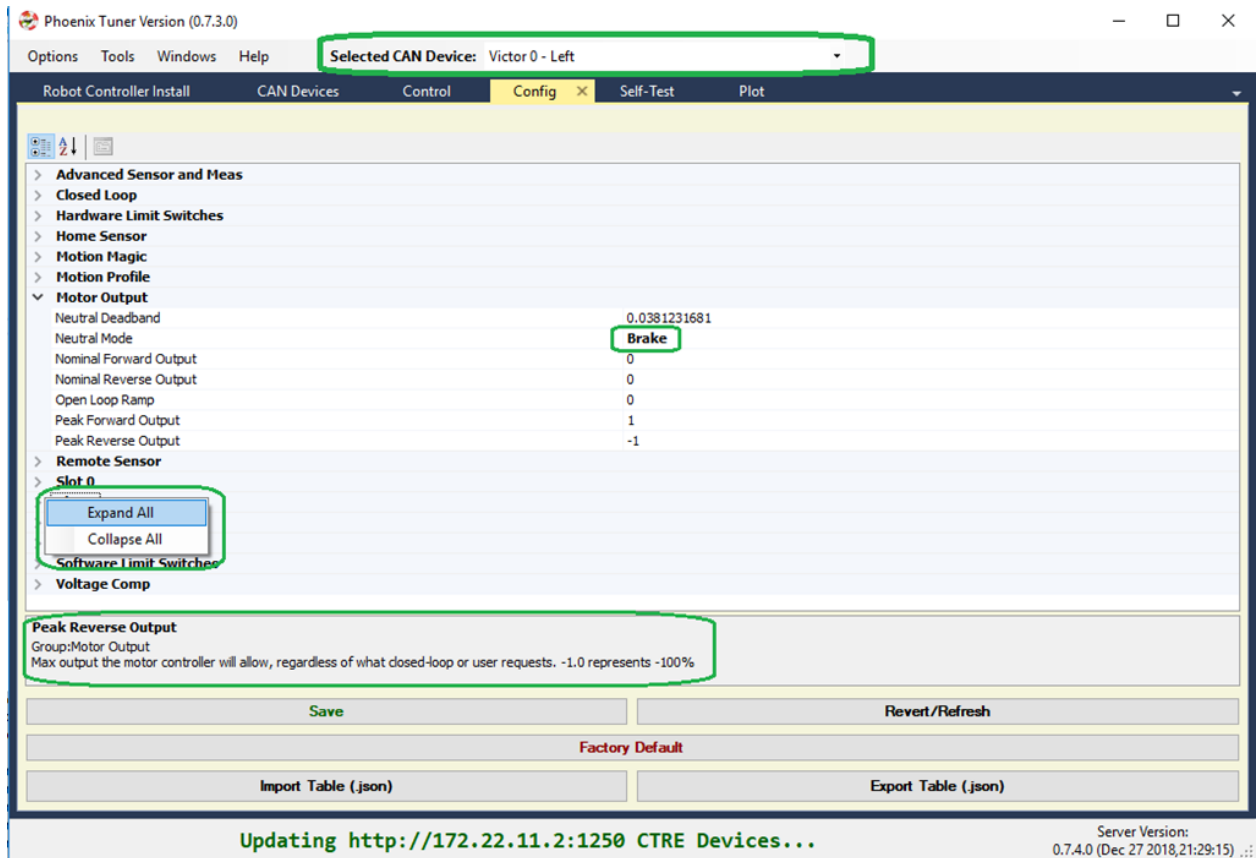 Phoenix Tuner Version (0.7.3.0)
Options Tools Windows Help Selected CAN Device: Victor 0 - Left
Robot Controller Install CAN Devices Control Config Self-Test Plot
Advanced Sensor and Meas
Closed Loop
Hardware Limit Switches
Home Sensor
Motion Magic
Motion Profile
Motor Output
Neutral Deadband 0.0381231681
Neutral Mode Brake
Nominal Forward Output 0
Nominal Reverse Output 0
Open Loop Ramp 0
Peak Forward Output 1
Peak Reverse Output -1
Remote Sensor
Slot 0
Expand All
Collapse All
Software Limit Switches
Voltage Comp
Peak Reverse Output
Group:Motor Output
Max output the motor controller will allow, regardless of what closed-loop or user requests. -1.0 represents -100%
Save Revert/Refresh
Factory Default
Import Table (.json) Export Table (.json)
Updating http://172.22.11.2:1250 CTRE Devices... Server Version:
0.7.4.0 (Dec 27 2018,21:29:15)